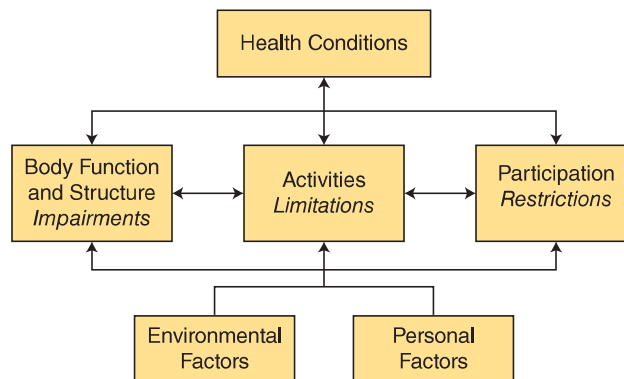 Health Conditions
Body Function
and Structure
Impairments
Activities
Limitations
Participation
Restrictions
Environmental
Factors
Personal
Factors